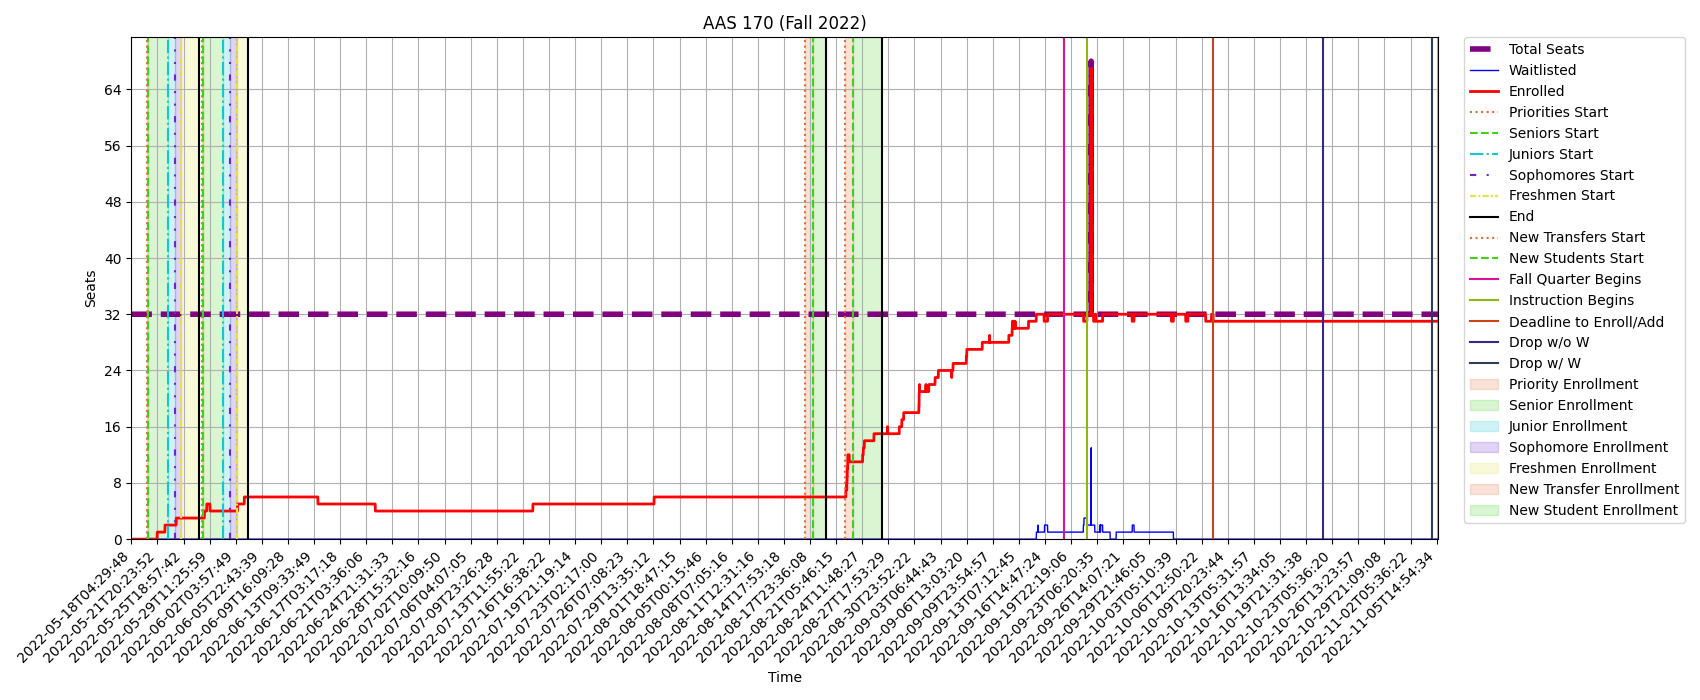 AAS 170 (Fall 2022)
Seats
64
56
48
40
32
24
16
8
0
2022-05-18T04:29:48
2022-05-21T20:23:52
2022-05-25T18:57:42
2022-05-29T11:25:59
2022-06-02T03:57:49
2022-06-05T22:43:39
2022-06-09T16:09:28
2022-06-13T09:33:49
2022-06-17T03:17:18
2022-06-21T03:36:06
2022-06-24T21:31:33
2022-06-28T15:32:16
2022-07-02T10:09:50
2022-07-06T04:07:05
2022-07-09T23:26:28
2022-07-13T11:55:22
2022-07-16T16:38:22
2022-07-19T21:19:14
2022-07-23T02:17:00
2022-07-26T07:08:23
2022-07-29T13:35:12
2022-08-01T18:47:15
2022-08-05T00:15:46
2022-08-08T07:05:16
2022-08-11T12:31:16
2022-08-14T17:53:18
2022-08-17T23:36:08
2022-08-21T05:46:15
2022-08-24T11:48:27
2022-08-27T17:53:29
2022-08-30T23:52:22
2022-09-03T06:44:43
2022-09-06T13:03:20
2022-09-09T23:54:57
2022-09-13T07:12:45
2022-09-16T14:47:24
2022-09-19T22:19:06
2022-09-23T06:20:35
2022-09-26T14:07:21
2022-09-29T21:46:05
2022-10-03T05:10:39
2022-10-06T12:50:22
2022-10-09T20:23:44
2022-10-13T05:31:57
2022-10-16T13:34:05
2022-10-19T21:31:38
2022-10-23T05:36:20
2022-10-26T13:23:57
2022-10-29T21:09:08
2022-11-02T05:36:22
2022-11-05T14:54:34
Time
Total Seats
Waitlisted
Enrolled
Priorities Start
Seniors Start
Juniors Start
Sophomores Start
Freshmen Start
End
New Transfers Start
New Students Start
Fall Quarter Begins
Instruction Begins
Deadline to Enroll/Add
Drop w/o W
Drop w/ W
Priority Enrollment
Senior Enrollment
Junior Enrollment
Sophomore Enrollment
Freshmen Enrollment
New Transfer Enrollment
New Student Enrollment